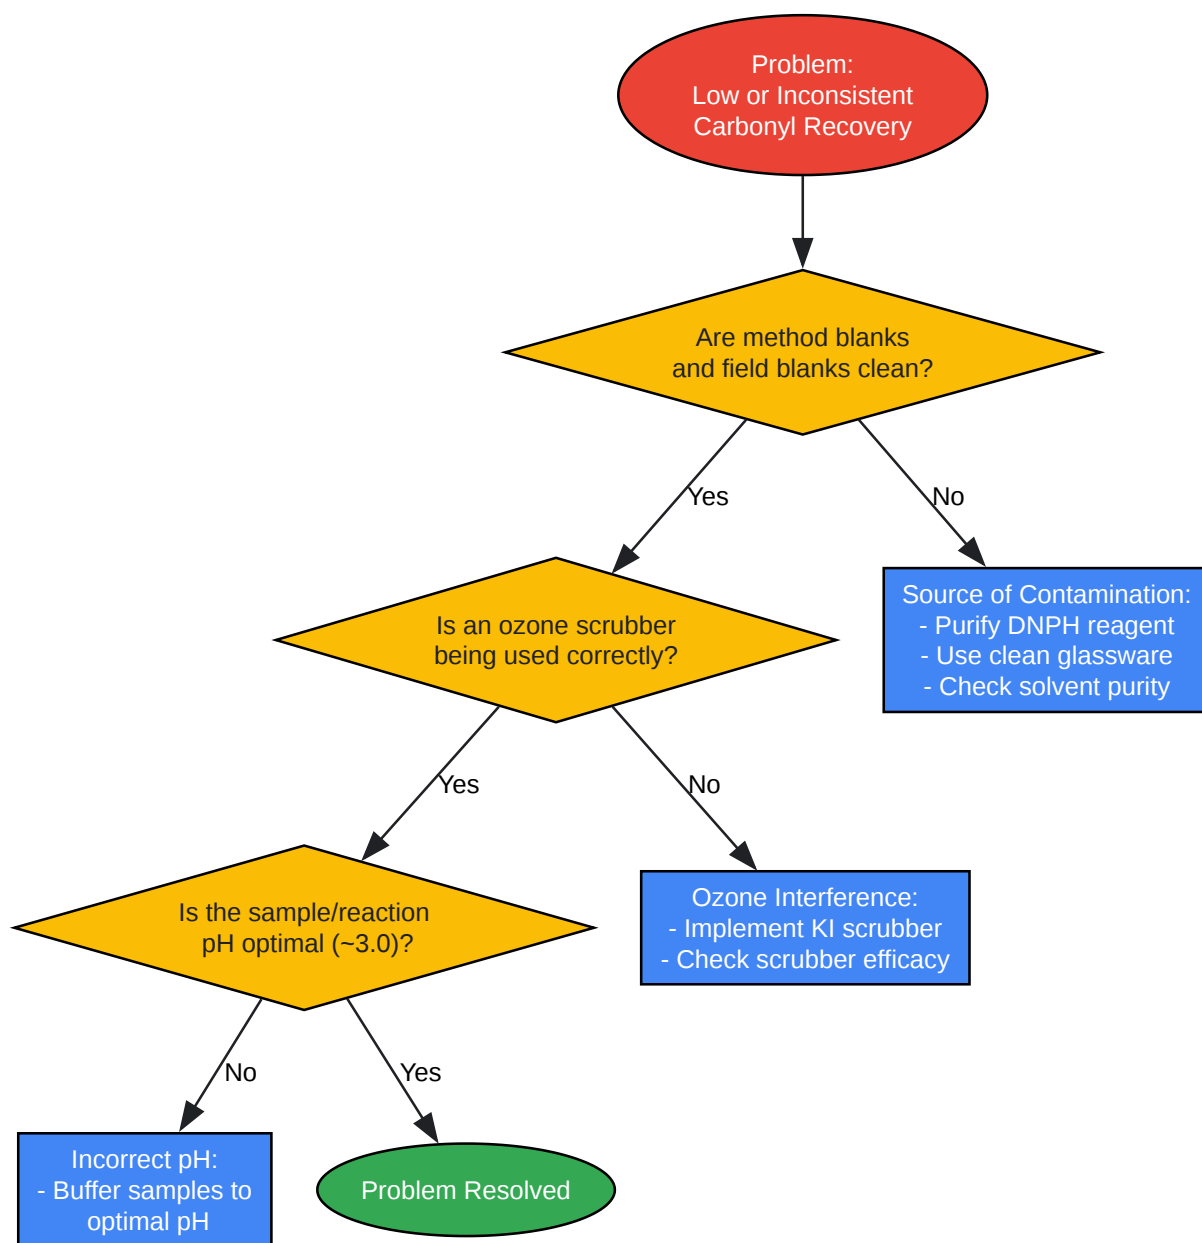 Problem:
Low or Inconsistent
Carbonyl Recovery
Are method blanks
and field blanks clean?
Yes
No
Is an ozone scrubber
being used correctly?
Source of Contamination:
- Purify DNPH reagent
- Use clean glassware
- Check solvent purity
Yes
No
Is the sample/reaction
pH optimal (~3.0)?
Ozone Interference:
- Implement KI scrubber
- Check scrubber efficacy
No
Yes
Incorrect pH:
- Buffer samples to
optimal pH
Problem Resolved